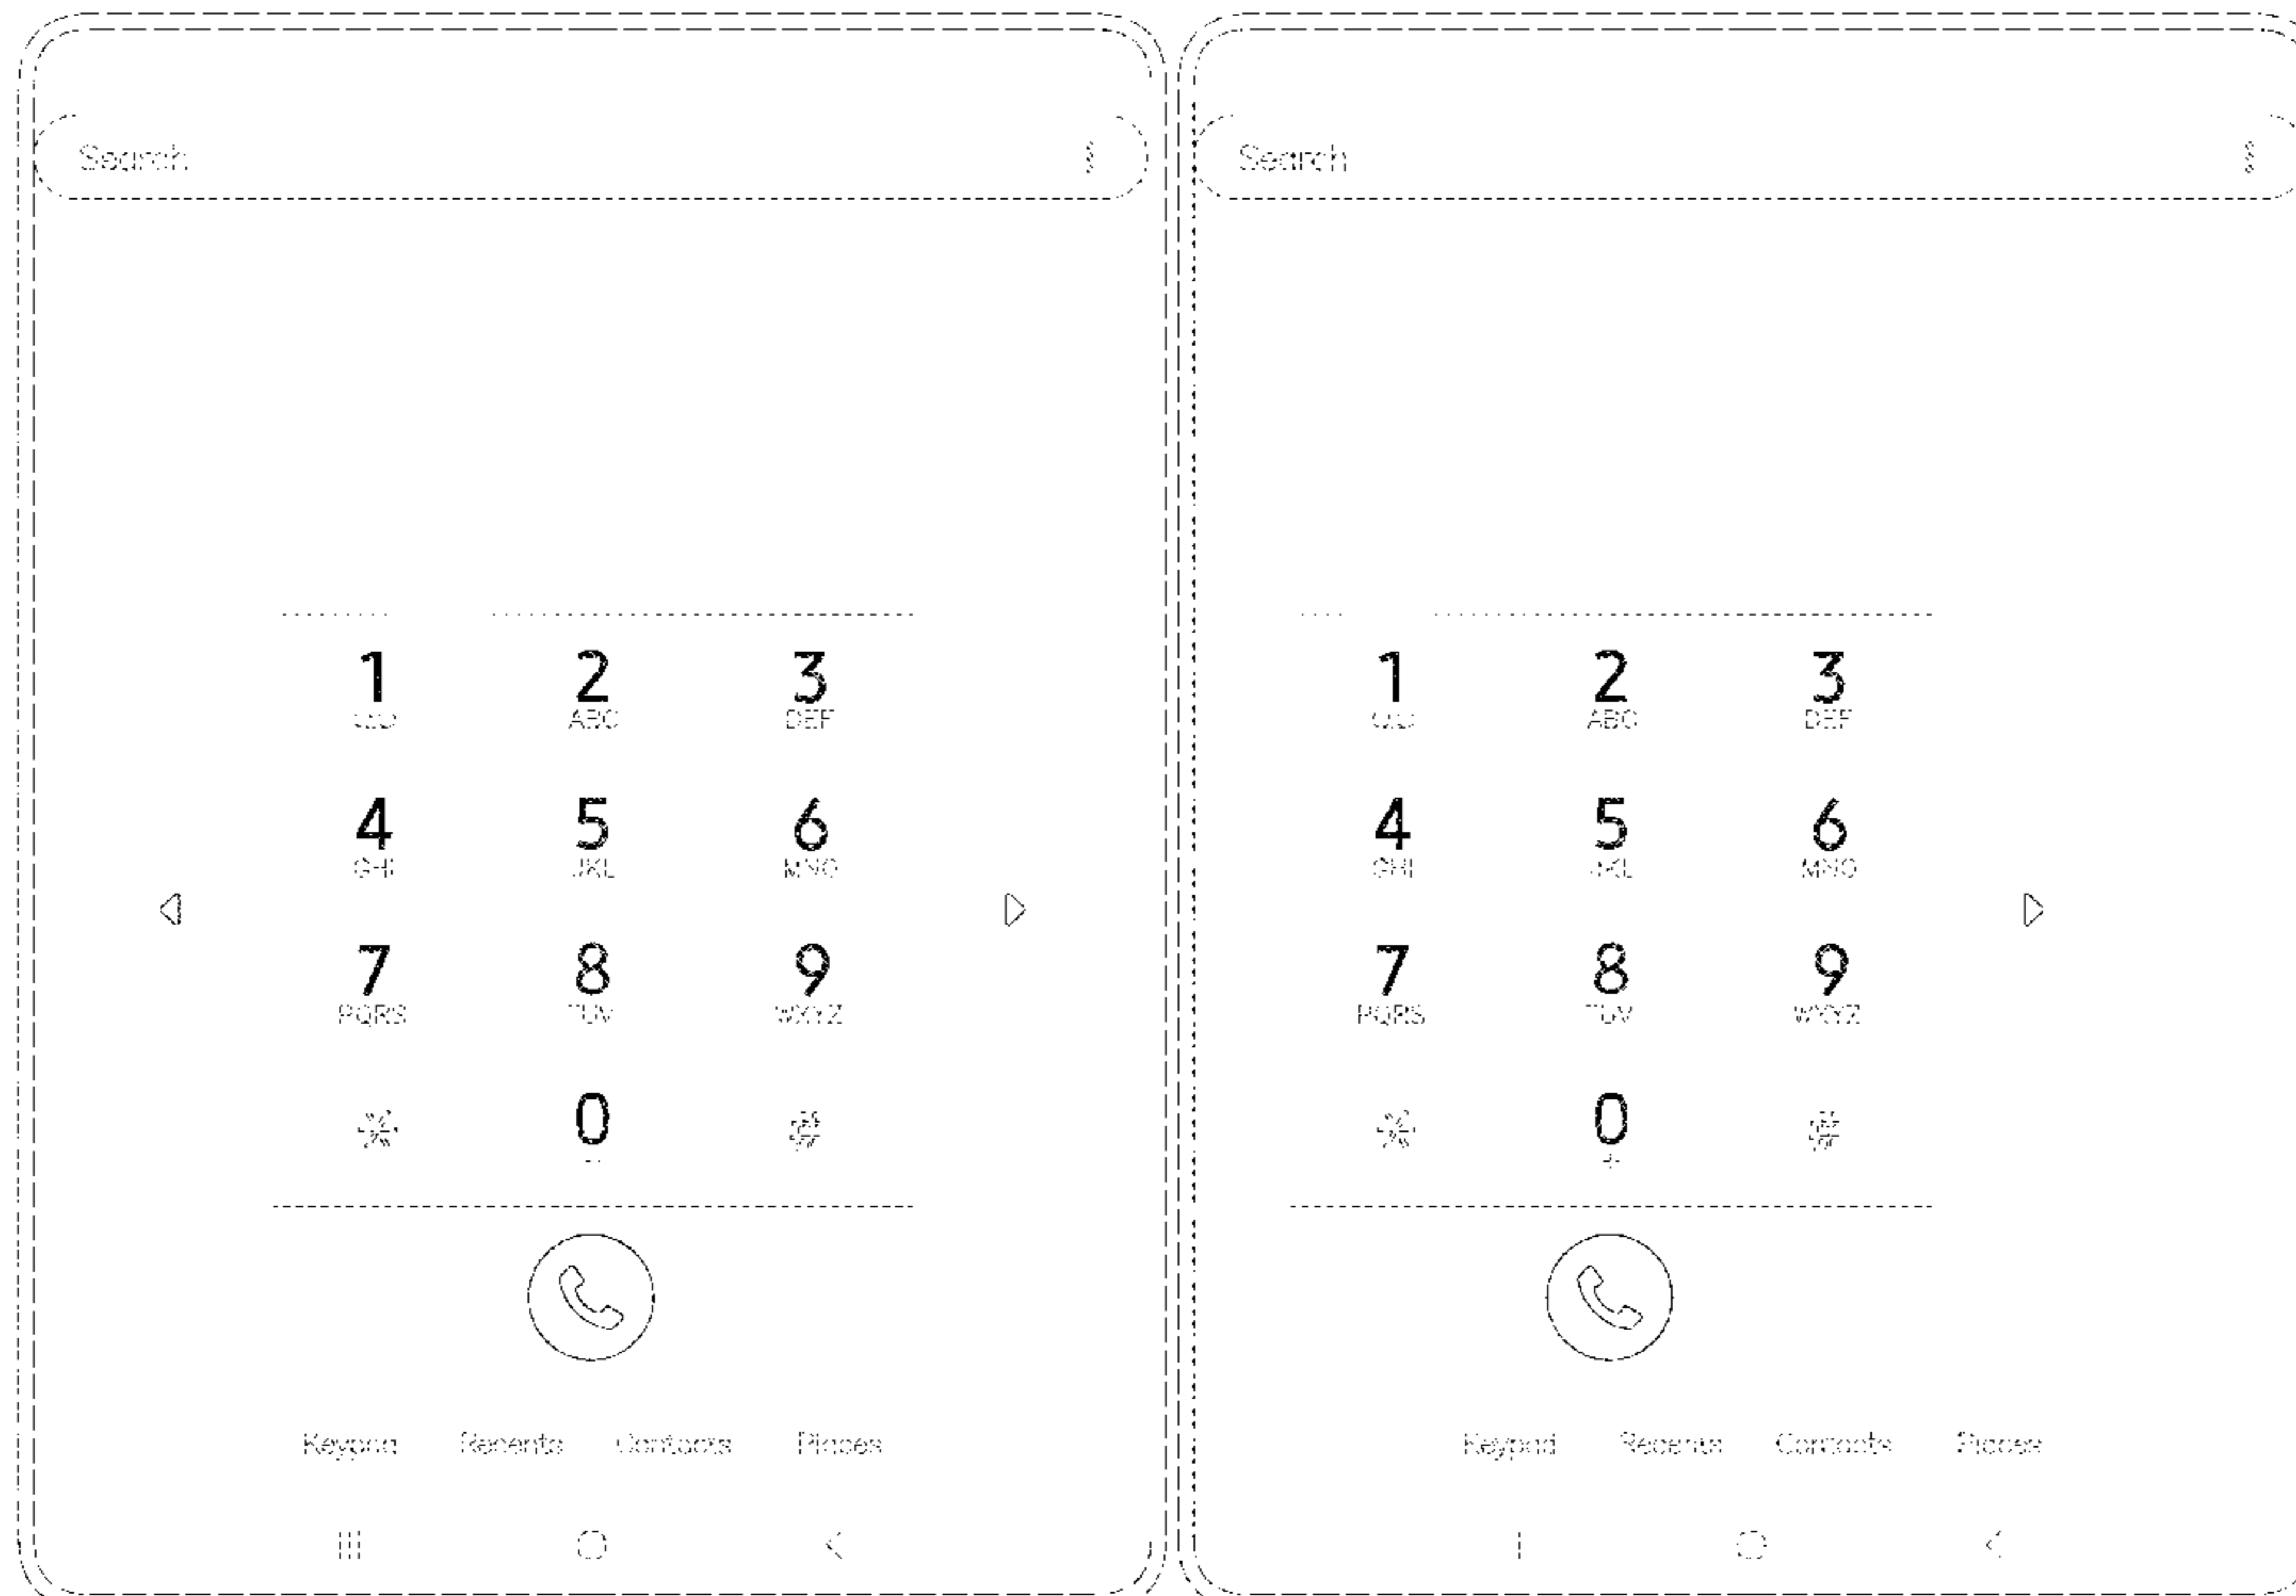 Search
1
2 ABC
3 DEF
4 GHI
5 JKL
6 MNO
7 PQRS
8 TUV
9 WXYZ
*
0
#
Keypad Recents Contacts Places
Search
1
2 ABC
3 DEF
4 GHI
5 JKL
6 MNO
7 PQRS
8 TUV
9 WXYZ
*
0 +
#
Keypad Recents Contacts Places